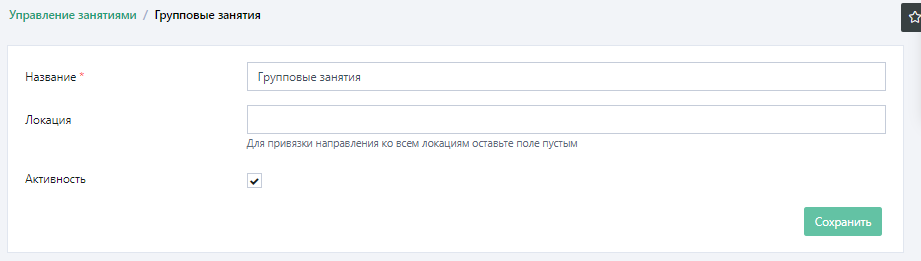 Управление занятиями / Групповые занятия
Название *
Групповые занятия
Локация
Для привязки направления ко всем локациям оставьте поле пустым
Активность
Сохранить